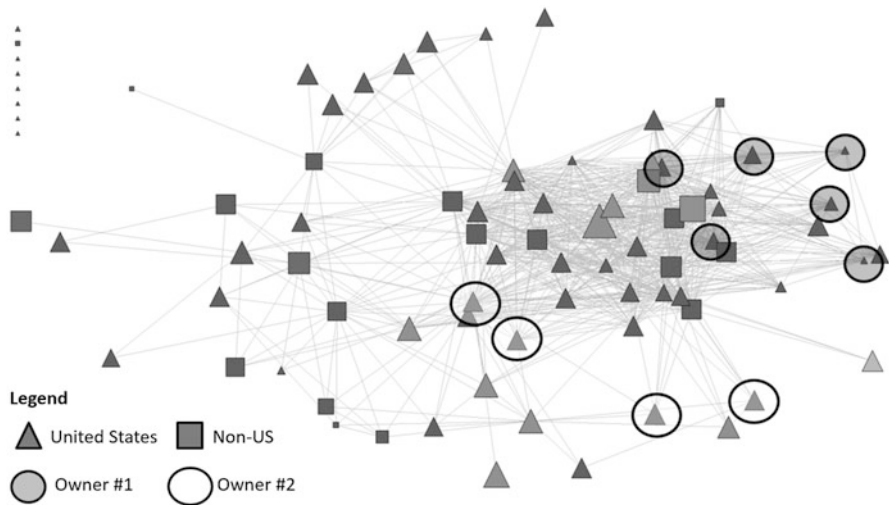 Legend
United States
Non-US
Owner #1
Owner #2